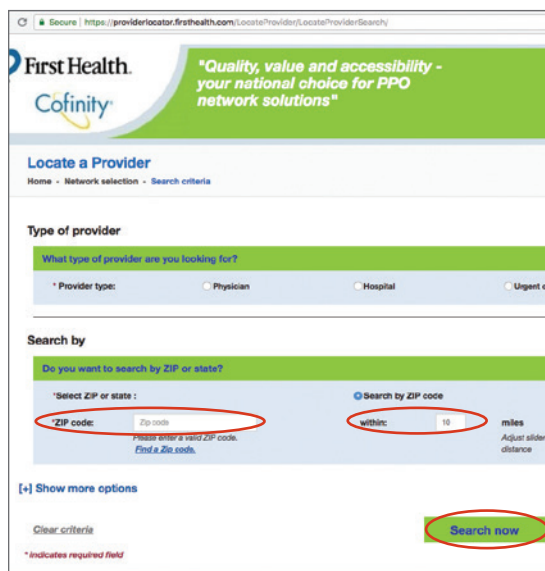 Secure | https://providerlocator.firsthealth.com/LocateProvider/LocateProviderSearch/
First Health.
Cofinity
"Quality, value and accessibility -
your national choice for PPO
network solutions"
Locate a Provider
Home - Network selection - Search criteria
Type of provider
What type of provider are you looking for?
* Provider type: Physician Hospital Urgent c
Search by
Do you want to search by ZIP or state?
*Select ZIP or state : Search by ZIP code
*ZIP code: Zip code within: 10 miles
Please enter a valid ZIP code. Adjust slider
Find a Zip code. distance
[+] Show more options
Clear criteria Search now
* indicates required field